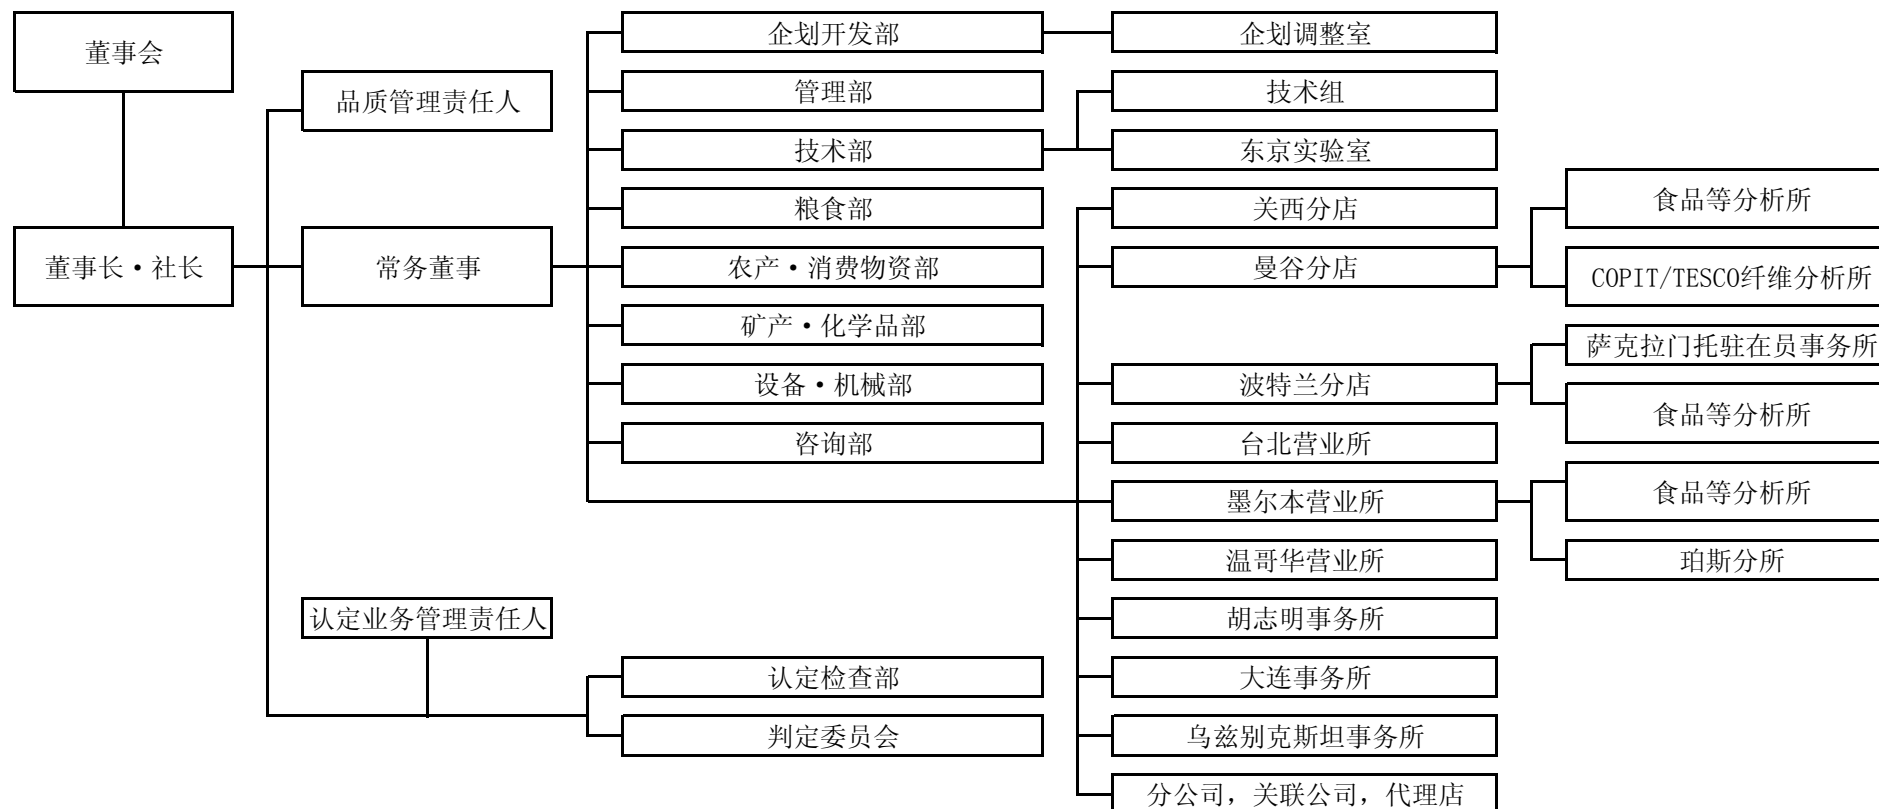 董事会
董事长·社长
品质管理责任人
常务董事
认定业务管理责任人
企划开发部
管理部
技术部
粮食部
农产·消费物资部
矿产·化学品部
设备·机械部
咨询部
认定检查部
判定委员会
企划调整室
技术组
东京实验室
关西分店
曼谷分店
波特兰分店
台北营业所
墨尔本营业所
温哥华营业所
胡志明事务所
大连事务所
乌兹别克斯坦事务所
分公司，关联公司，代理店
食品等分析所
COPIT/TESCO纤维分析所
萨克拉门托驻在员事务所
食品等分析所
食品等分析所
珀斯分所